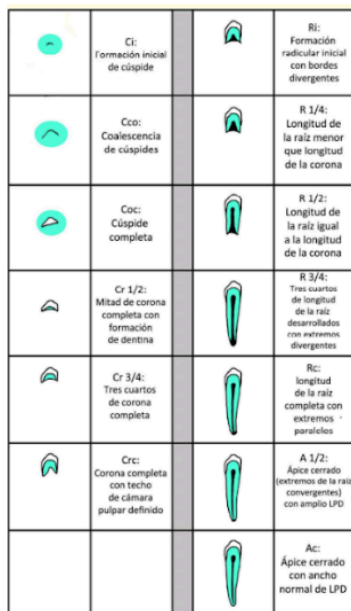 Ci:
Formación inicial
de cúspide
Ri:
Formación
radicular inicial
con bordes
divergentes
Cco:
Coalescencia
de cúspides
R 1/4:
Longitud de
la raíz menor
que longitud
de la corona
Coc:
Cúspide
completa
R 1/2:
Longitud de
la raíz igual
a la longitud
de la corona
Cr 1/2:
Mitad de corona
completa con
formación
de dentina
R 3/4:
Tres cuartos
de longitud
de la raíz
desarrollados
con extremos
divergentes
Cr 3/4:
Tres cuartos
de corona
completa
Rc:
longitud
de la raíz
completa con
extremos
paralelos
Crc:
Corona completa
con techo
de cámara
pulpar definido
A 1/2:
Ápice cerrado
(extremos de la raíz
convergentes)
con amplio LPD
Ac:
Ápice cerrado
con ancho
normal de LPD